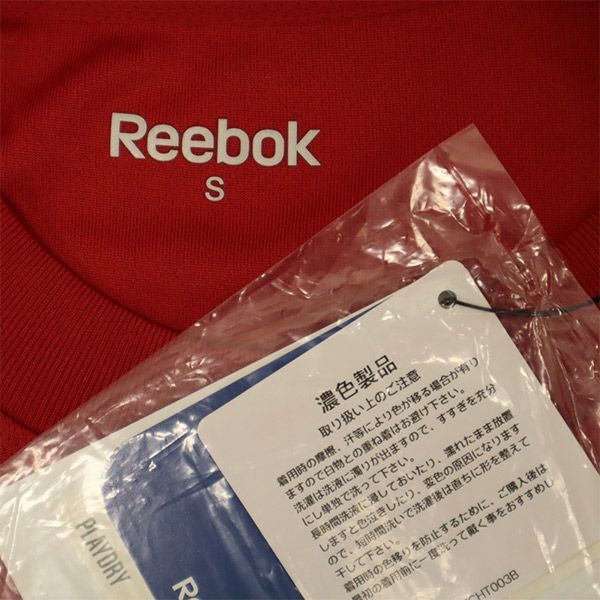 Reebok
S
濃色製品
取り扱い上のご注意
着用時の摩擦、汗等により色が移る場合が有り
ますので白物との重ね着はお避け下さい。
洗濯は洗液に濁りが出ますので、すすぎを充分
にし単独で洗って下さい。
長時間洗液に浸しておいたり、濡れたまま放置
しますと色泣きしたり、変色の原因になります
ので、短時間洗いで洗濯後は直ちに形を整えて
干して下さい。
着用時の色移りを防止するために、ご購入後は
最初の着用前に一度洗って戴く事をおすすめし
CHT003B
PLAYDRY